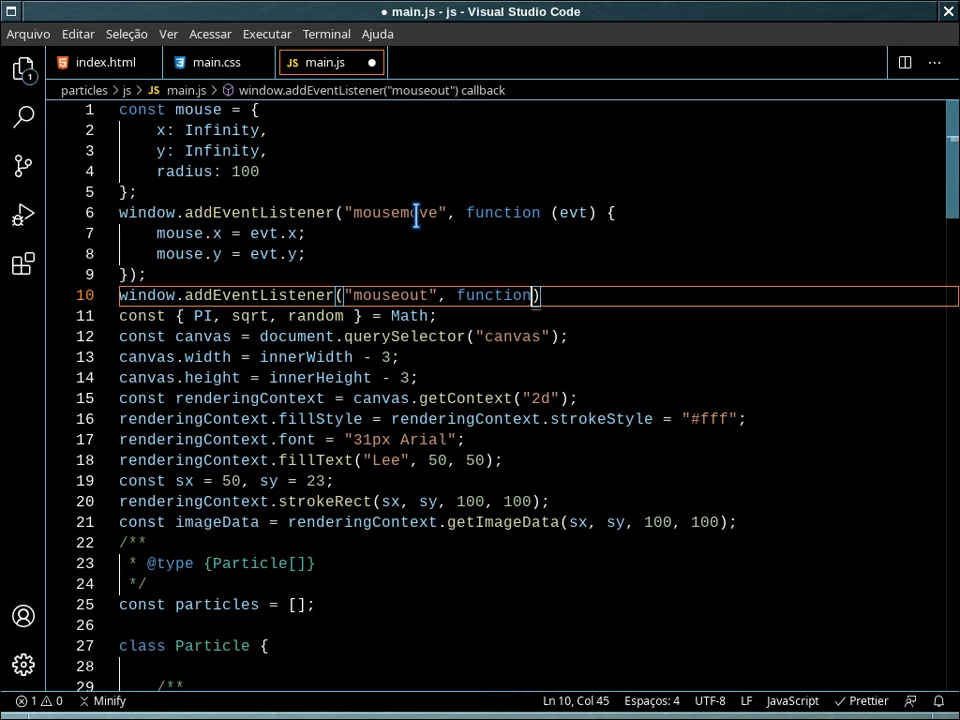 ● main.js - js - Visual Studio Code
Arquivo Editar Seleção Ver Acessar Executar Terminal Ajuda
index.html main.css JS main.js ●
particles > js > JS main.js > window.addEventListener("mouseout") callback
1 const mouse = {
2 x: Infinity,
3 y: Infinity,
4 radius: 100
5 };
6 window.addEventListener("mousemove", function (evt) {
7 mouse.x = evt.x;
8 mouse.y = evt.y;
9 });
10 window.addEventListener("mouseout", function)
11 const { PI, sqrt, random } = Math;
12 const canvas = document.querySelector("canvas");
13 canvas.width = innerWidth - 3;
14 canvas.height = innerHeight - 3;
15 const renderingContext = canvas.getContext("2d");
16 renderingContext.fillStyle = renderingContext.strokeStyle = "#fff";
17 renderingContext.font = "31px Arial";
18 renderingContext.fillText("Lee", 50, 50);
19 const sx = 50, sy = 23;
20 renderingContext.strokeRect(sx, sy, 100, 100);
21 const imageData = renderingContext.getImageData(sx, sy, 100, 100);
22 /**
23 * @type {Particle[]}
24 */
25 const particles = [];
26
27 class Particle {
28
29 /**
1
1 0 Minify Ln 10, Col 45 Espaços: 4 UTF-8 LF JavaScript Prettier